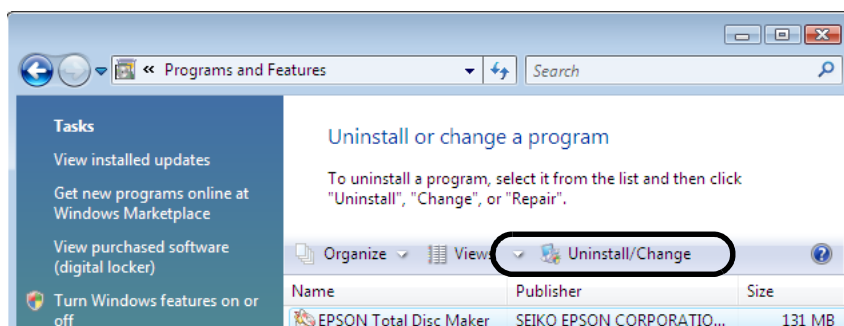 « Programs and Features
Search
Tasks
View installed updates
Get new programs online at
Windows Marketplace
View purchased software
(digital locker)
Turn Windows features on or
off
Uninstall or change a program
To uninstall a program, select it from the list and then click
"Uninstall", "Change", or "Repair".
Organize Views Uninstall/Change
Name Publisher Size
EPSON Total Disc Maker SEIKO EPSON CORPORATIO... 131 MB